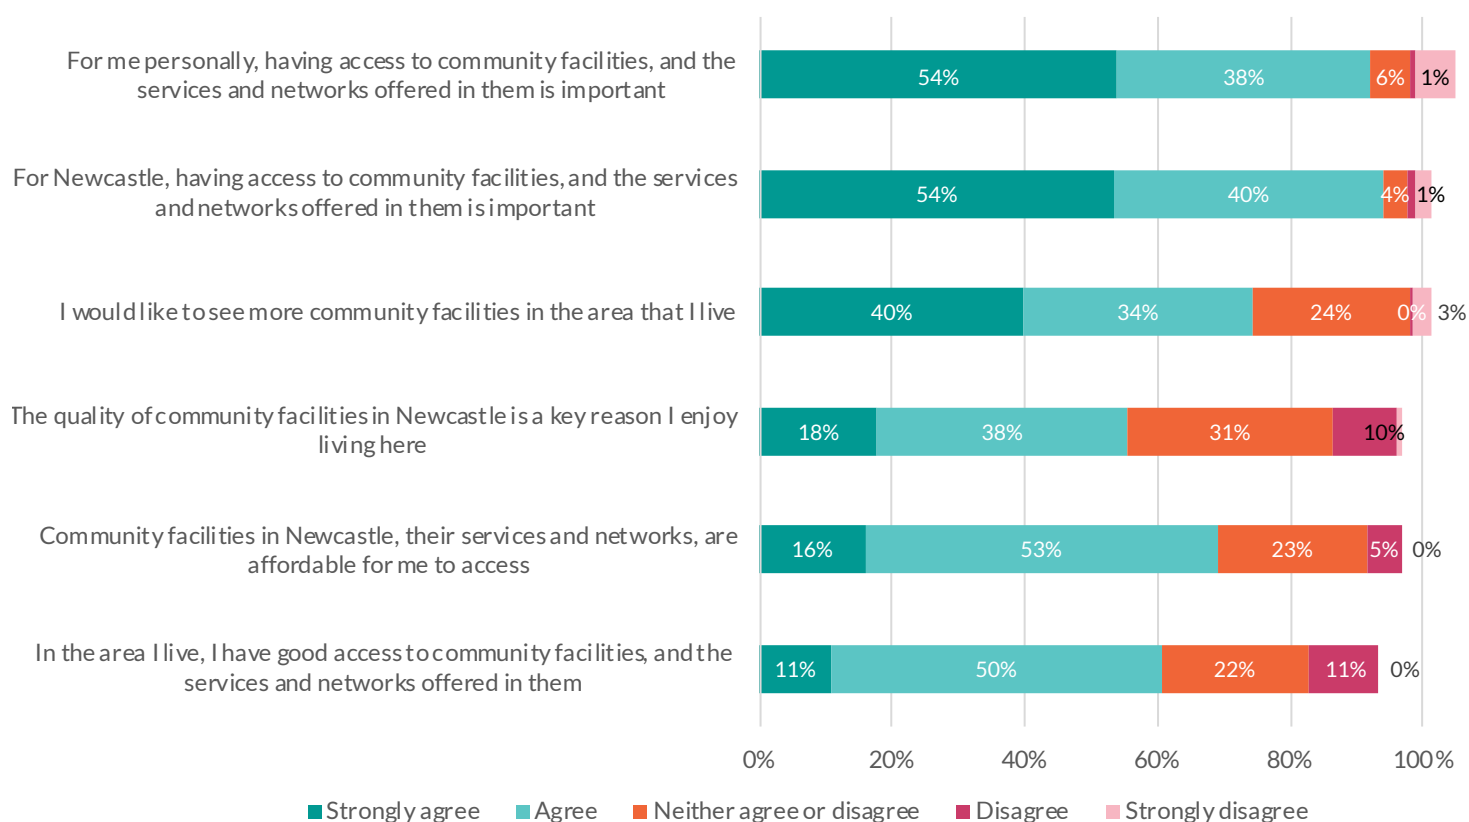 For me personally, having access to community facilities, and the
services and networks offered in them is important
54% 38% 6% 1%
For Newcastle, having access to community facilities, and the services
and networks offered in them is important
54% 40% 4% 1%
I would like to see more community facilities in the area that I live
40% 34% 24% 0% 3%
The quality of community facilities in Newcastle is a key reason I enjoy
living here
18% 38% 31% 10%
Community facilities in Newcastle, their services and networks, are
affordable for me to access
16% 53% 23% 5% 0%
In the area I live, I have good access to community facilities, and the
services and networks offered in them
11% 50% 22% 11% 0%
0% 20% 40% 60% 80% 100%
Strongly agree Agree Neither agree or disagree Disagree Strongly disagree